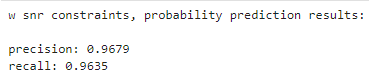 w snr constraints, probability prediction results:
precision: 0.9679
recall: 0.9635